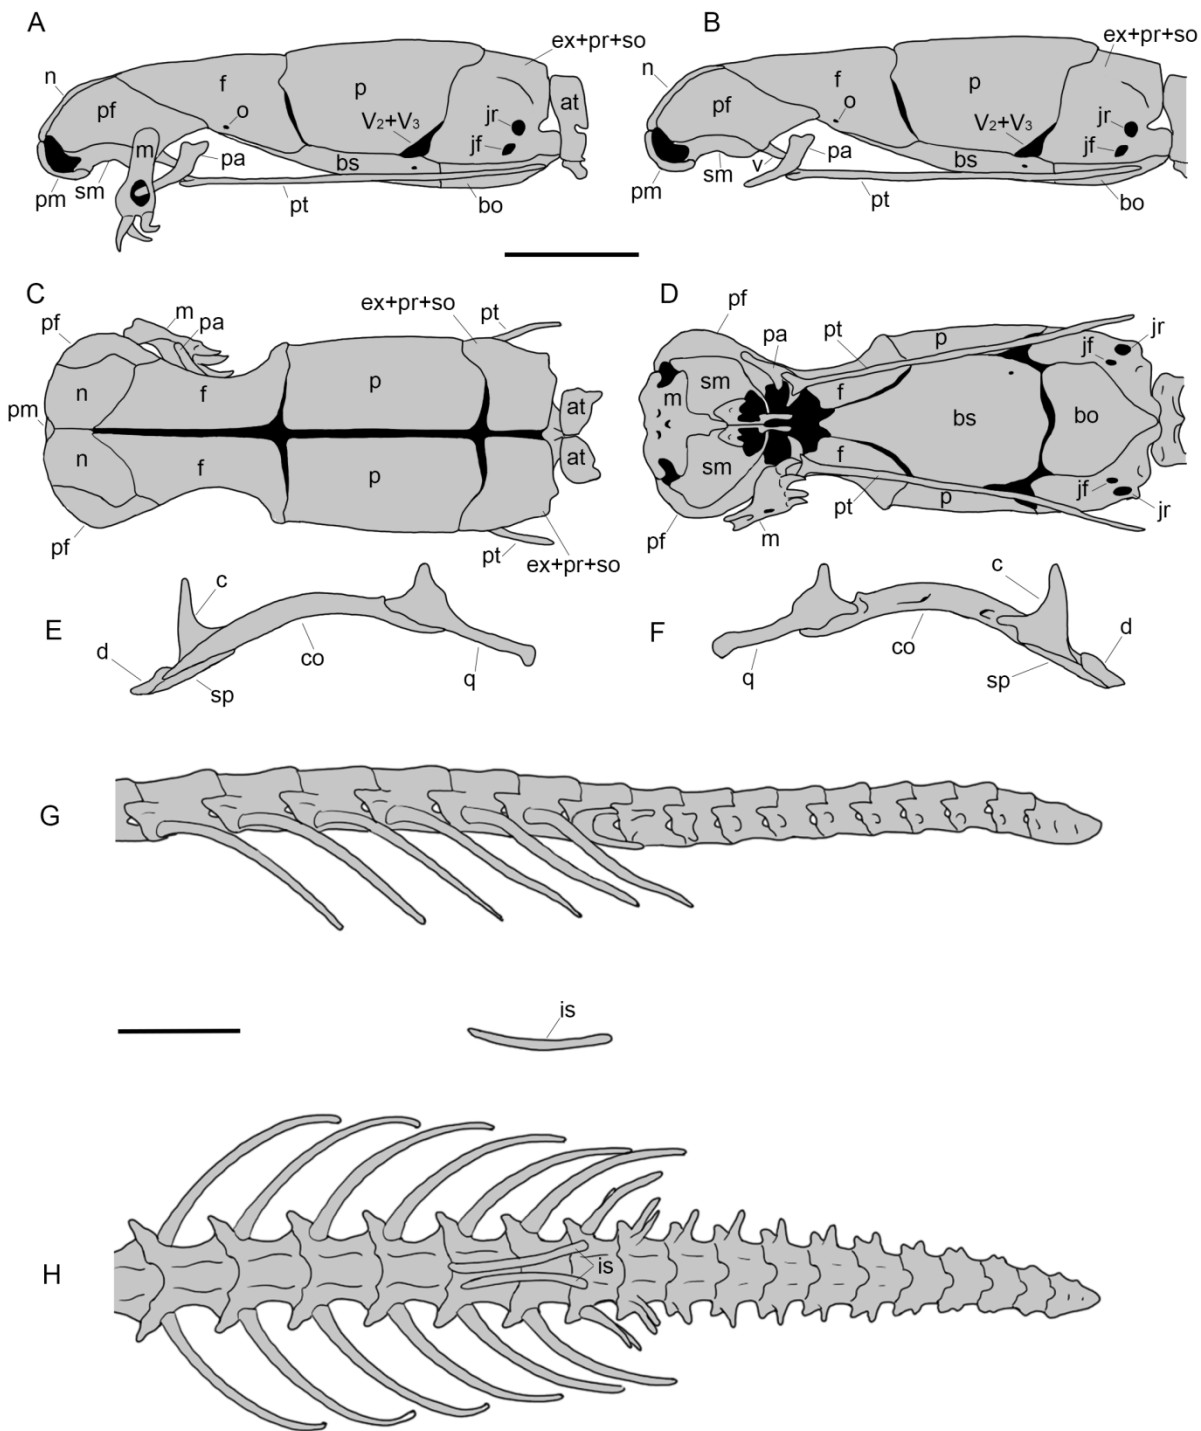 A
n
pf
f
o
p
V2+V3
ex+pr+so
at
jr
jf
m
pa
bs
pm
sm
pt
bo
B
n
pf
f
o
p
V2+V3
ex+pr+so
jr
jf
v
pa
bs
pm
sm
pt
bo
C
pf
m
pa
ex+pr+so
pt
n
f
p
at
pm
n
f
p
at
pf
pt
ex+pr+so
D
pf
pa
pt
p
jr
jf
sm
f
m
bs
bo
sm
f
jf
pf
m
pt
p
jr
E
c
d
co
sp
q
F
c
d
co
sp
q
G
is
H
is